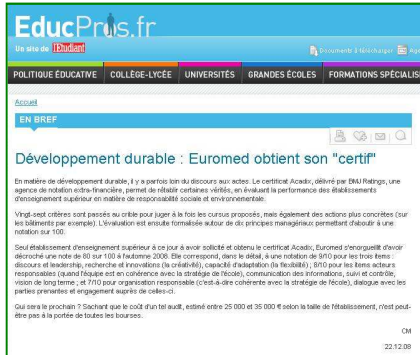 EducPros.fr
Un site de l'Etudiant
Documents à télécharger
POLITIQUE ÉDUCATIVE COLLÈGE-LYCÉE UNIVERSITÉS GRANDES ÉCOLES FORMATIONS SPÉCIALIS
Accueil
EN BREF
Développement durable : Euromed obtient son "certif"
En matière de développement durable, il y a parfois loin du discours aux actes. Le certificat Acadix, délivré par BMJ Ratings, une
agence de notation extra-financière, permet de rétablir certaines vérités, en évaluant la performance des établissements
d'enseignement supérieur en matière de responsabilité sociale et environnementale.
Vingt-sept critères sont passés au crible pour juger à la fois les cursus proposés, mais également des actions plus concrètes (sur
les bâtiments par exemple). L'évaluation est ensuite formalisée autour de dix principes managériaux permettant d'aboutir à une
notation sur 100.
Seul établissement d'enseignement supérieur à ce jour à avoir sollicité et obtenu le certificat Acadix, Euromed s'enorgueillit d'avoir
décroché une note de 80 sur 100 à l'automne 2008. Elle correspond, dans le détail, à une notation de 9/10 pour les trois items :
discours et leadership, recherche et innovations (la créativité), capacité d'adaptation (la flexibilité) ; 8/10 pour les items acteurs
responsables (quand l'équipe est en cohérence avec la stratégie de l'école), communication des informations, suivi et contrôle,
vision de long terme ; et 7/10 pour organisation responsable (c'est-à-dire cohérente avec la stratégie de l'école), dialogue avec les
parties prenantes et engagement auprès de celles-ci.
Qui sera le prochain ? Sachant que le coût d'un tel audit, estimé entre 25 000 et 35 000 € selon la taille de l'établissement, n'est peut-
être pas à la portée de toutes les bourses.
CM
22.12.08